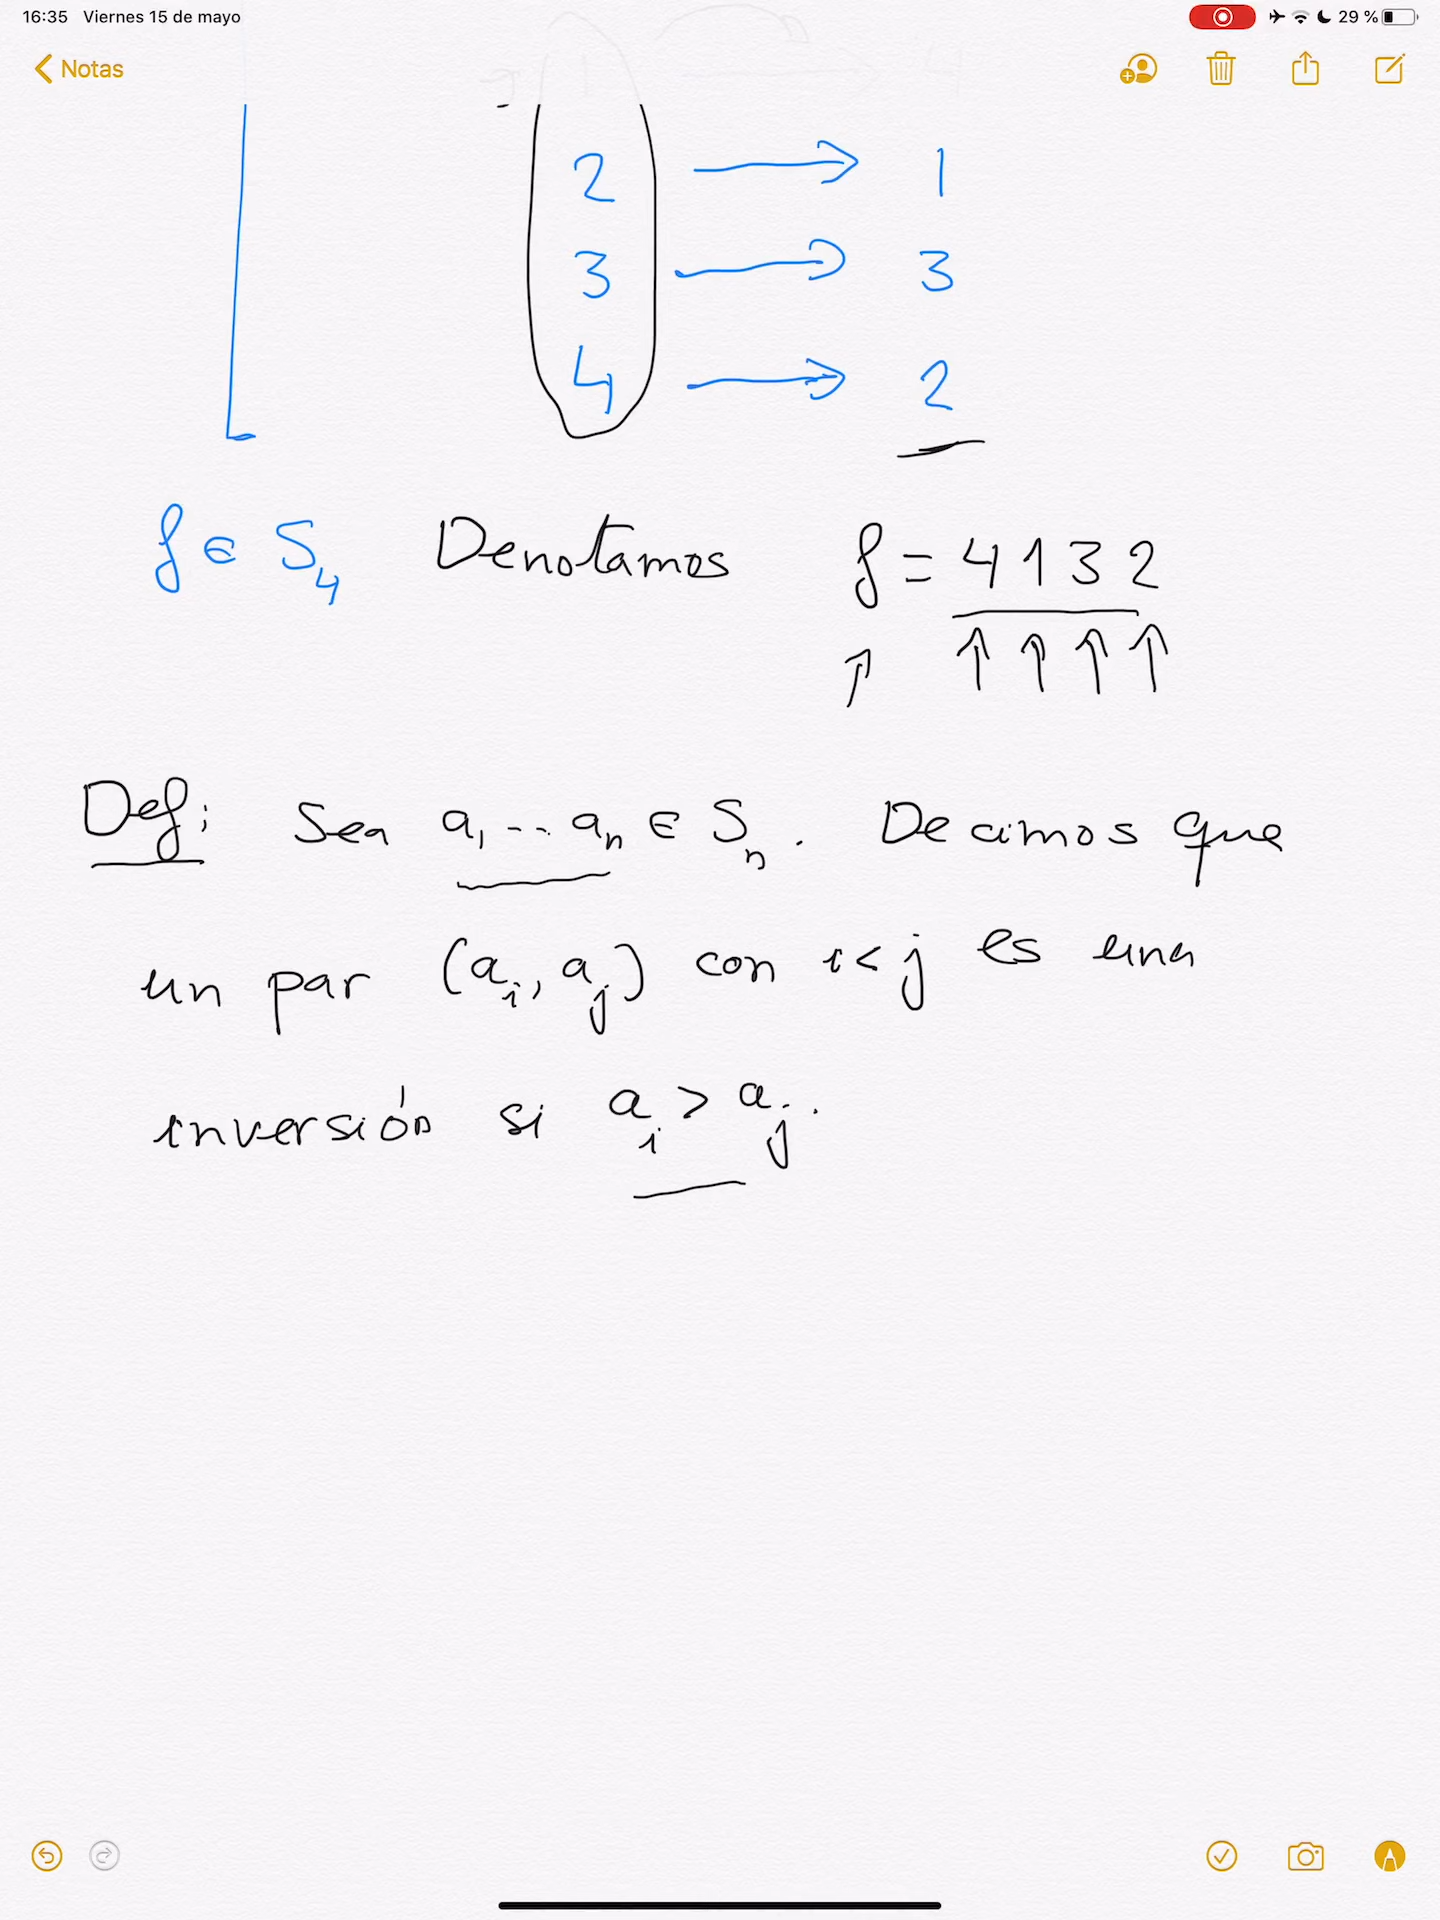 16:35 Viernes 15 de mayo 29 %
Notas
2 → 1
3 → 3
4 → 2
f ∈ S₄ Denotamos f = 4132
↑ ↑ ↑ ↑ ↑
Def: Sea a₁ ... aₙ ∈ Sₙ. Decimos que
un par (aᵢ, aⱼ) con i < j es una
inversión si aᵢ > aⱼ.